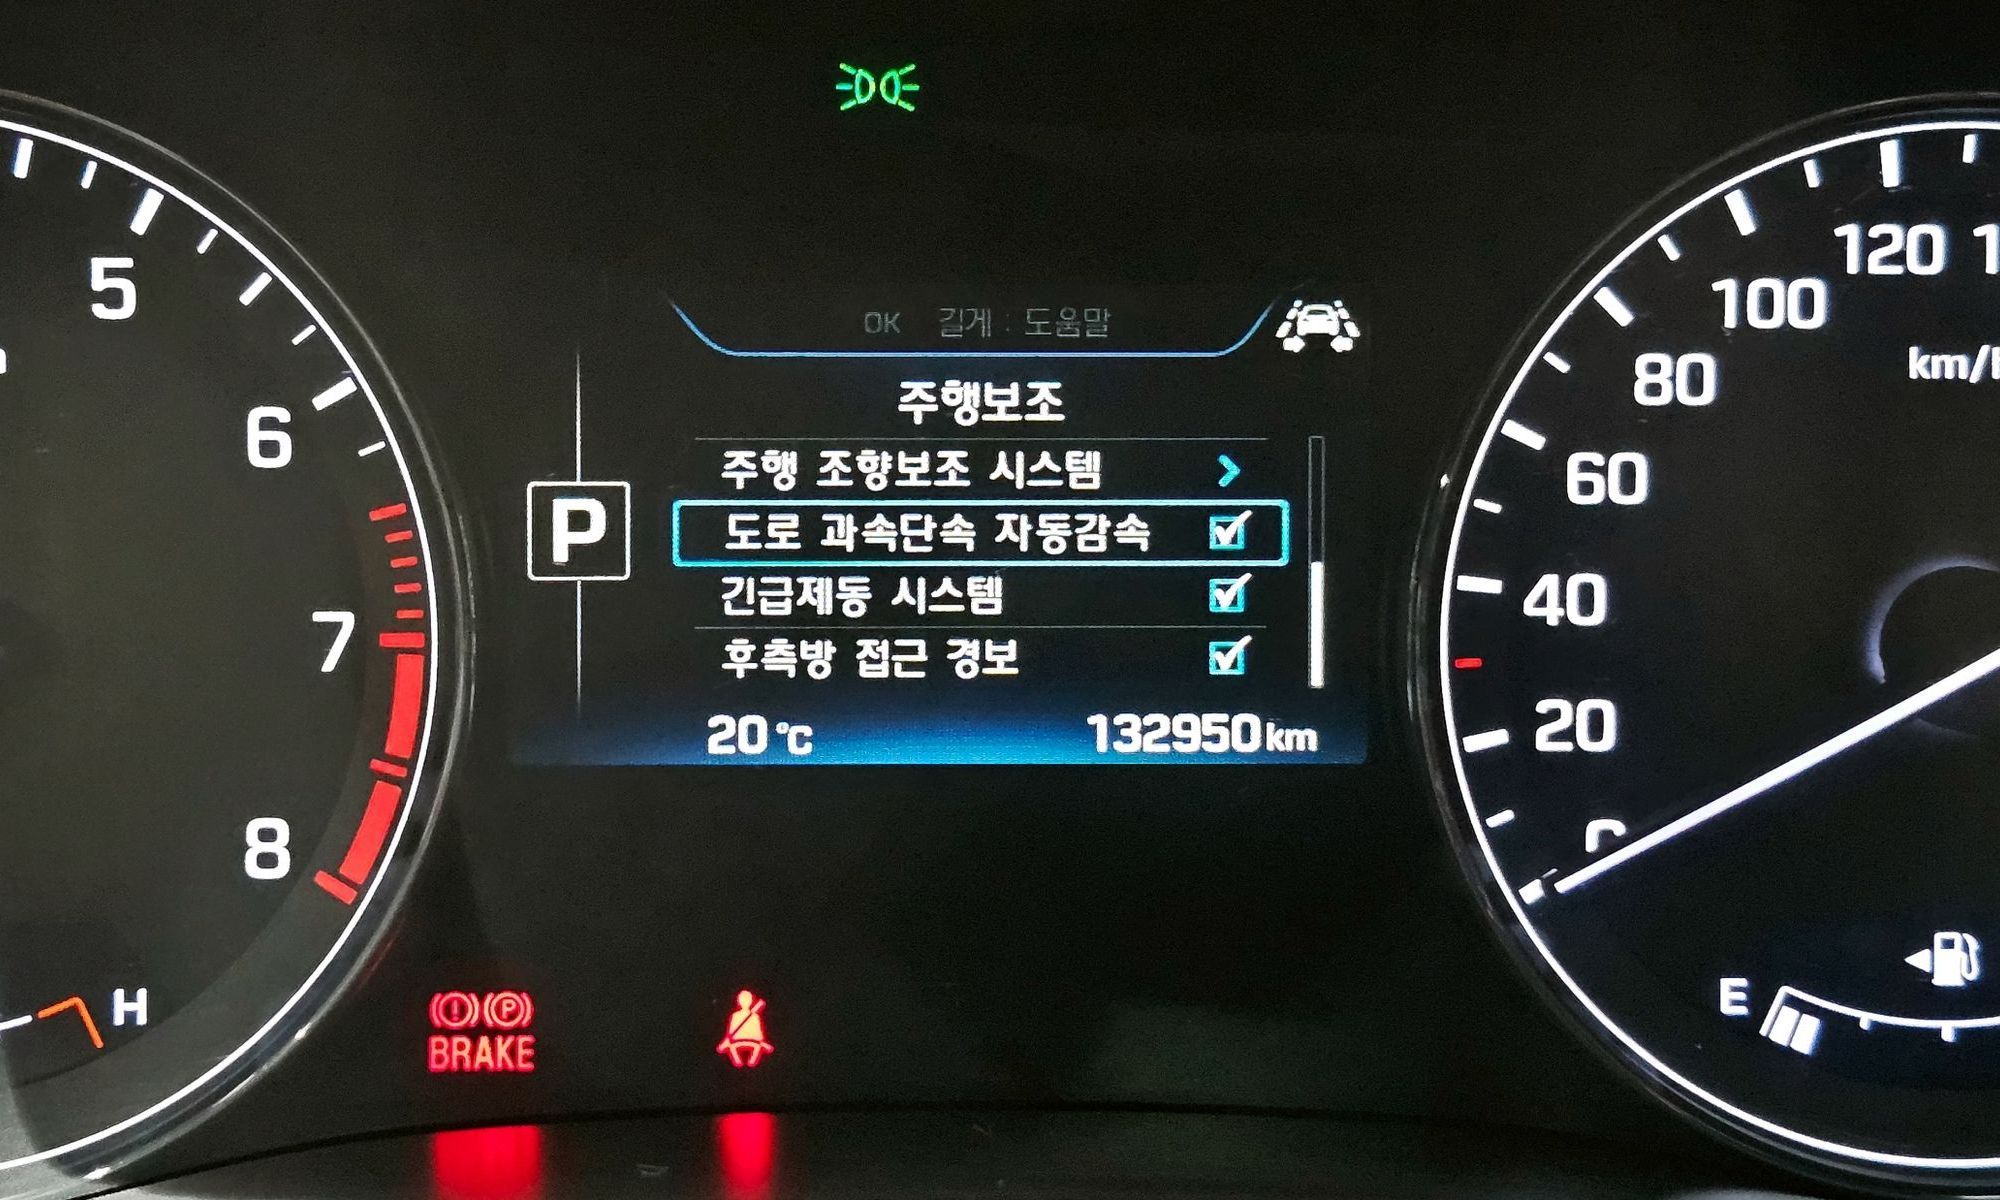 OK 길게 : 도움말
주행보조
주행 조향보조 시스템
도로 과속단속 자동감속
긴급제동 시스템
후측방 접근 경보
P
20℃ 132950km
5
6
7
8
H
BRAKE
120
100
km/
80
60
40
20
E